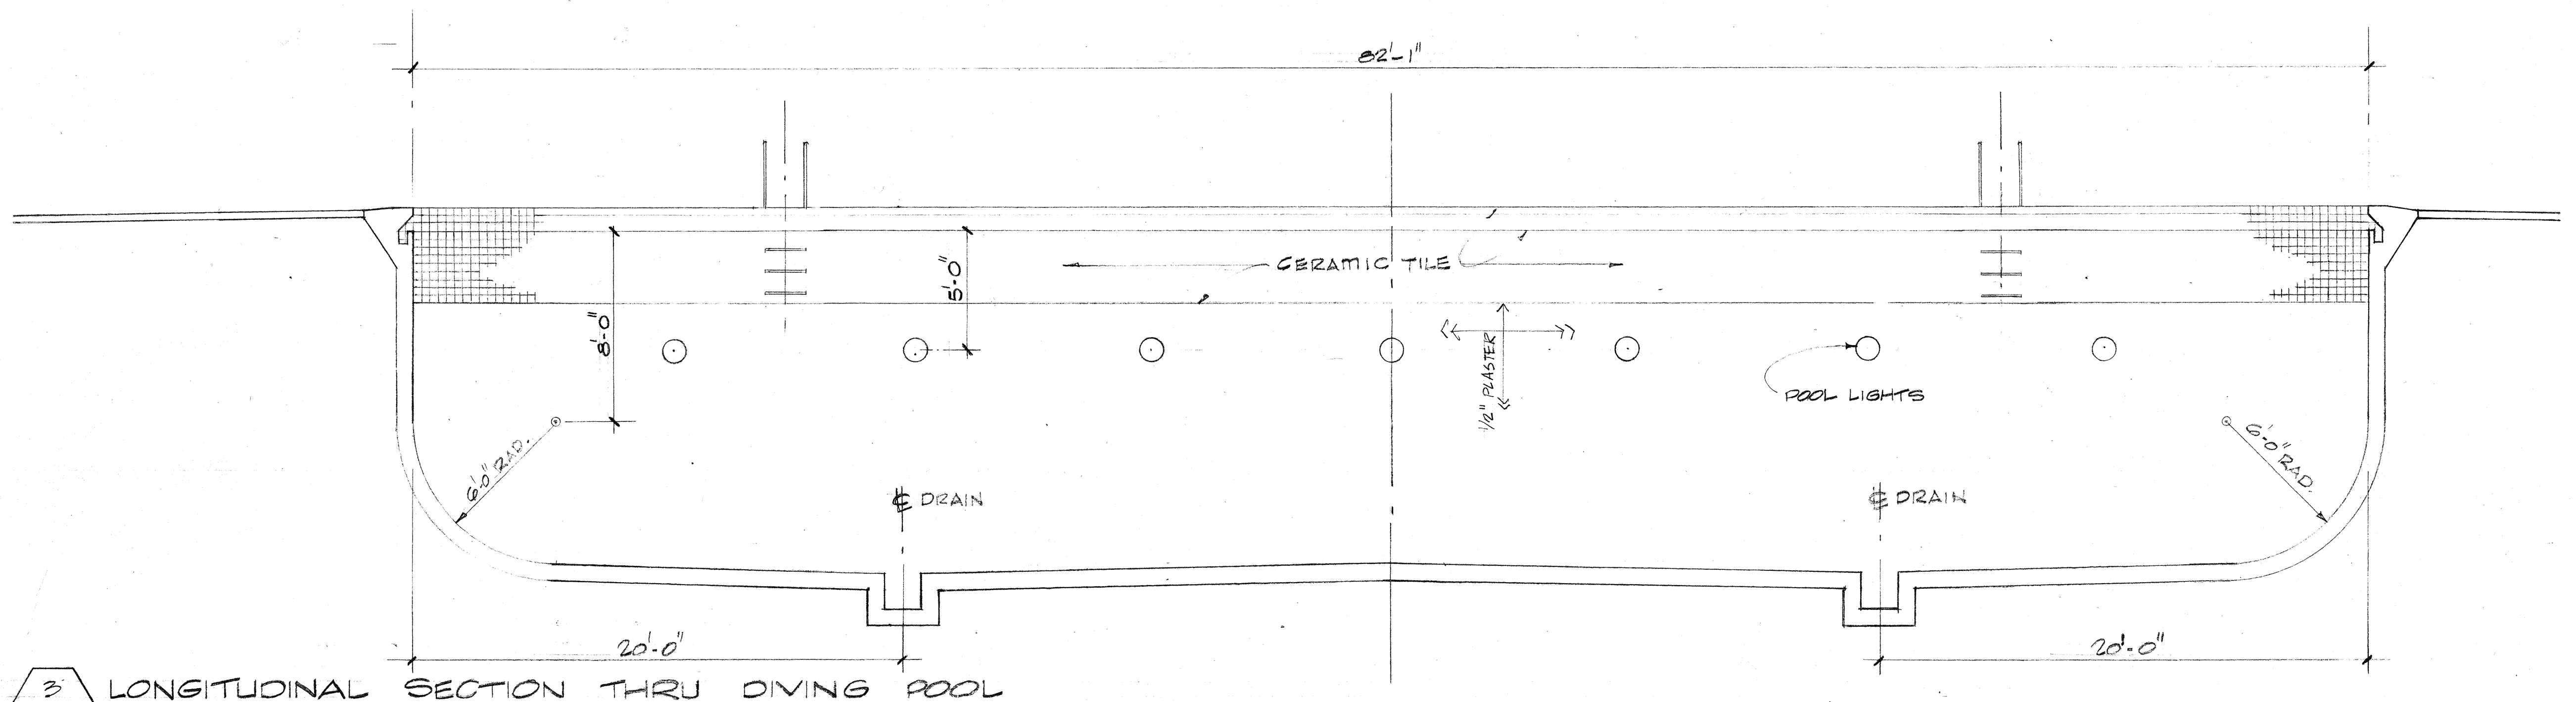 82'-1"
CERAMIC TILE
5'-0"
8'-0"
1/2" PLASTER
POOL LIGHTS
6'-0" RAD.
6'-0" RAD.
℄ DRAIN
℄ DRAIN
20'-0"
20'-0"
3 LONGITUDINAL SECTION THRU DIVING POOL